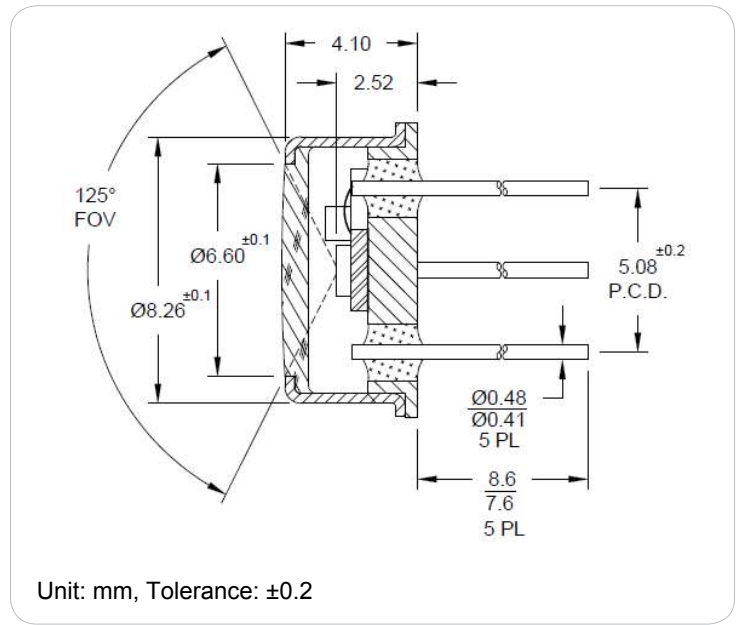 4.10
2.52
125°
FOV
Ø6.60 ±0.1
Ø8.26 ±0.1
5.08 ±0.2
P.C.D.
Ø0.48
Ø0.41
5 PL
8.6
7.6
5 PL
Unit: mm, Tolerance: ±0.2